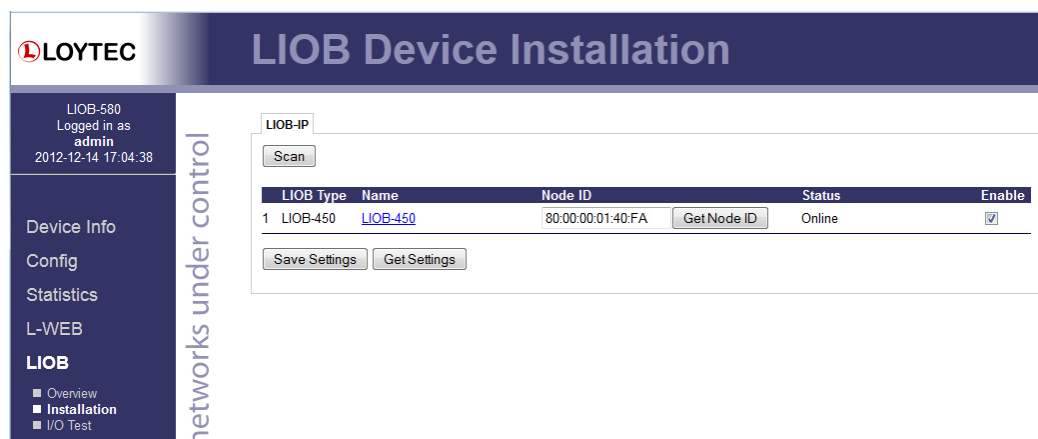 LOYTEC
LIOB Device Installation
LIOB-580
Logged in as
admin
2012-12-14 17:04:38
Device Info
Config
Statistics
L-WEB
LIOB
Overview
Installation
I/O Test
networks under control
LIOB-IP
Scan
LIOB Type Name Node ID Status Enable
1 LIOB-450 LIOB-450 80:00:00:01:40:FA Get Node ID Online
Save Settings Get Settings